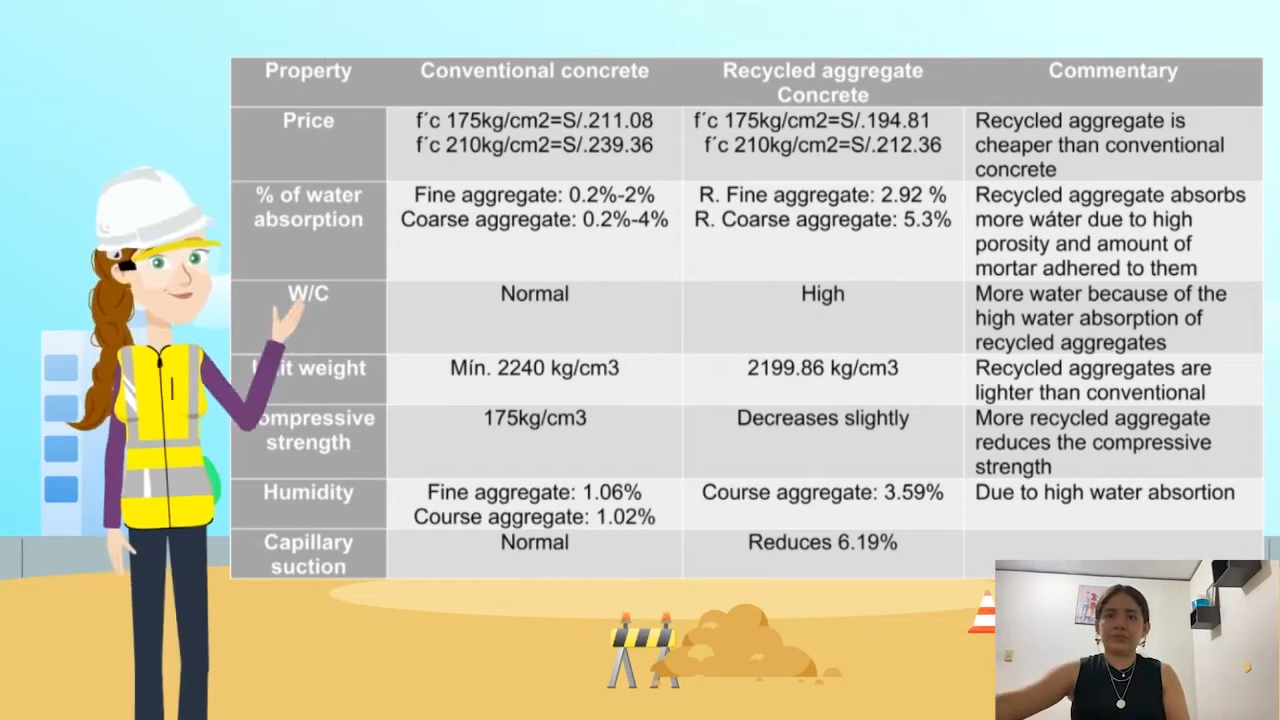 Property Conventional concrete Recycled aggregate Commentary
Concrete
Price f´c 175kg/cm2=S/.211.08 f´c 175kg/cm2=S/.194.81 Recycled aggregate is
f´c 210kg/cm2=S/.239.36 f´c 210kg/cm2=S/.212.36 cheaper than conventional
concrete
% of water Fine aggregate: 0.2%-2% R. Fine aggregate: 2.92 % Recycled aggregate absorbs
absorption Coarse aggregate: 0.2%-4% R. Coarse aggregate: 5.3% more wáter due to high
porosity and amount of
mortar adhered to them
W/C Normal High More water because of the
high water absorption of
recycled aggregates
weight Mín. 2240 kg/cm3 2199.86 kg/cm3 Recycled aggregates are
lighter than conventional
ompressive 175kg/cm3 Decreases slightly More recycled aggregate
strength reduces the compressive
strength
Humidity Fine aggregate: 1.06% Course aggregate: 3.59% Due to high water absortion
Course aggregate: 1.02%
Capillary Normal Reduces 6.19%
suction